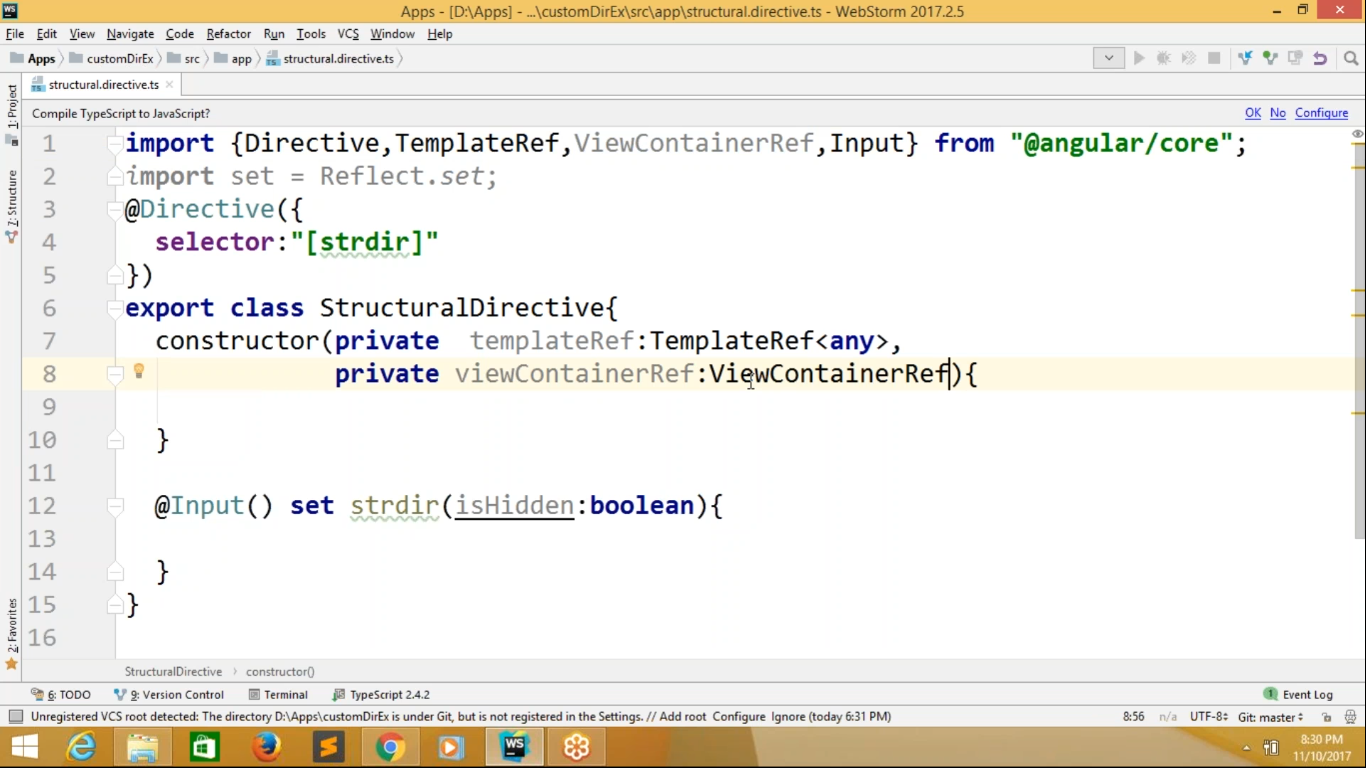 WS Apps - [D:\Apps] - ...\customDirEx\src\app\structural.directive.ts - WebStorm 2017.2.5
File Edit View Navigate Code Refactor Run Tools VCS Window Help
Apps customDirEx src app structural.directive.ts
structural.directive.ts
Compile TypeScript to JavaScript? OK No Configure
1: Project
7: Structure
2: Favorites
1 import {Directive,TemplateRef,ViewContainerRef,Input} from "@angular/core";
2 import set = Reflect.set;
3 @Directive({
4   selector:"[strdir]"
5 })
6 export class StructuralDirective{
7   constructor(private  templateRef:TemplateRef<any>,
8               private viewContainerRef:ViewContainerRef){
9
10   }
11
12   @Input() set strdir(isHidden:boolean){
13
14   }
15 }
16
StructuralDirective constructor()
6: TODO 9: Version Control Terminal TypeScript 2.4.2 1 Event Log
Unregistered VCS root detected: The directory D:\Apps\customDirEx is under Git, but is not registered in the Settings. // Add root Configure Ignore (today 6:31 PM) 8:56 n/a UTF-8 Git: master
WS
8:30 PM
11/10/2017